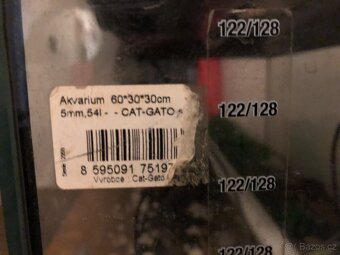 122/128
Akvarium 60*30*30cm
5mm,54l - - CAT-GATO
122/128
8 595091 75197
Vyrobce Cat-Gato
122/128
122/128
Bazos.cz